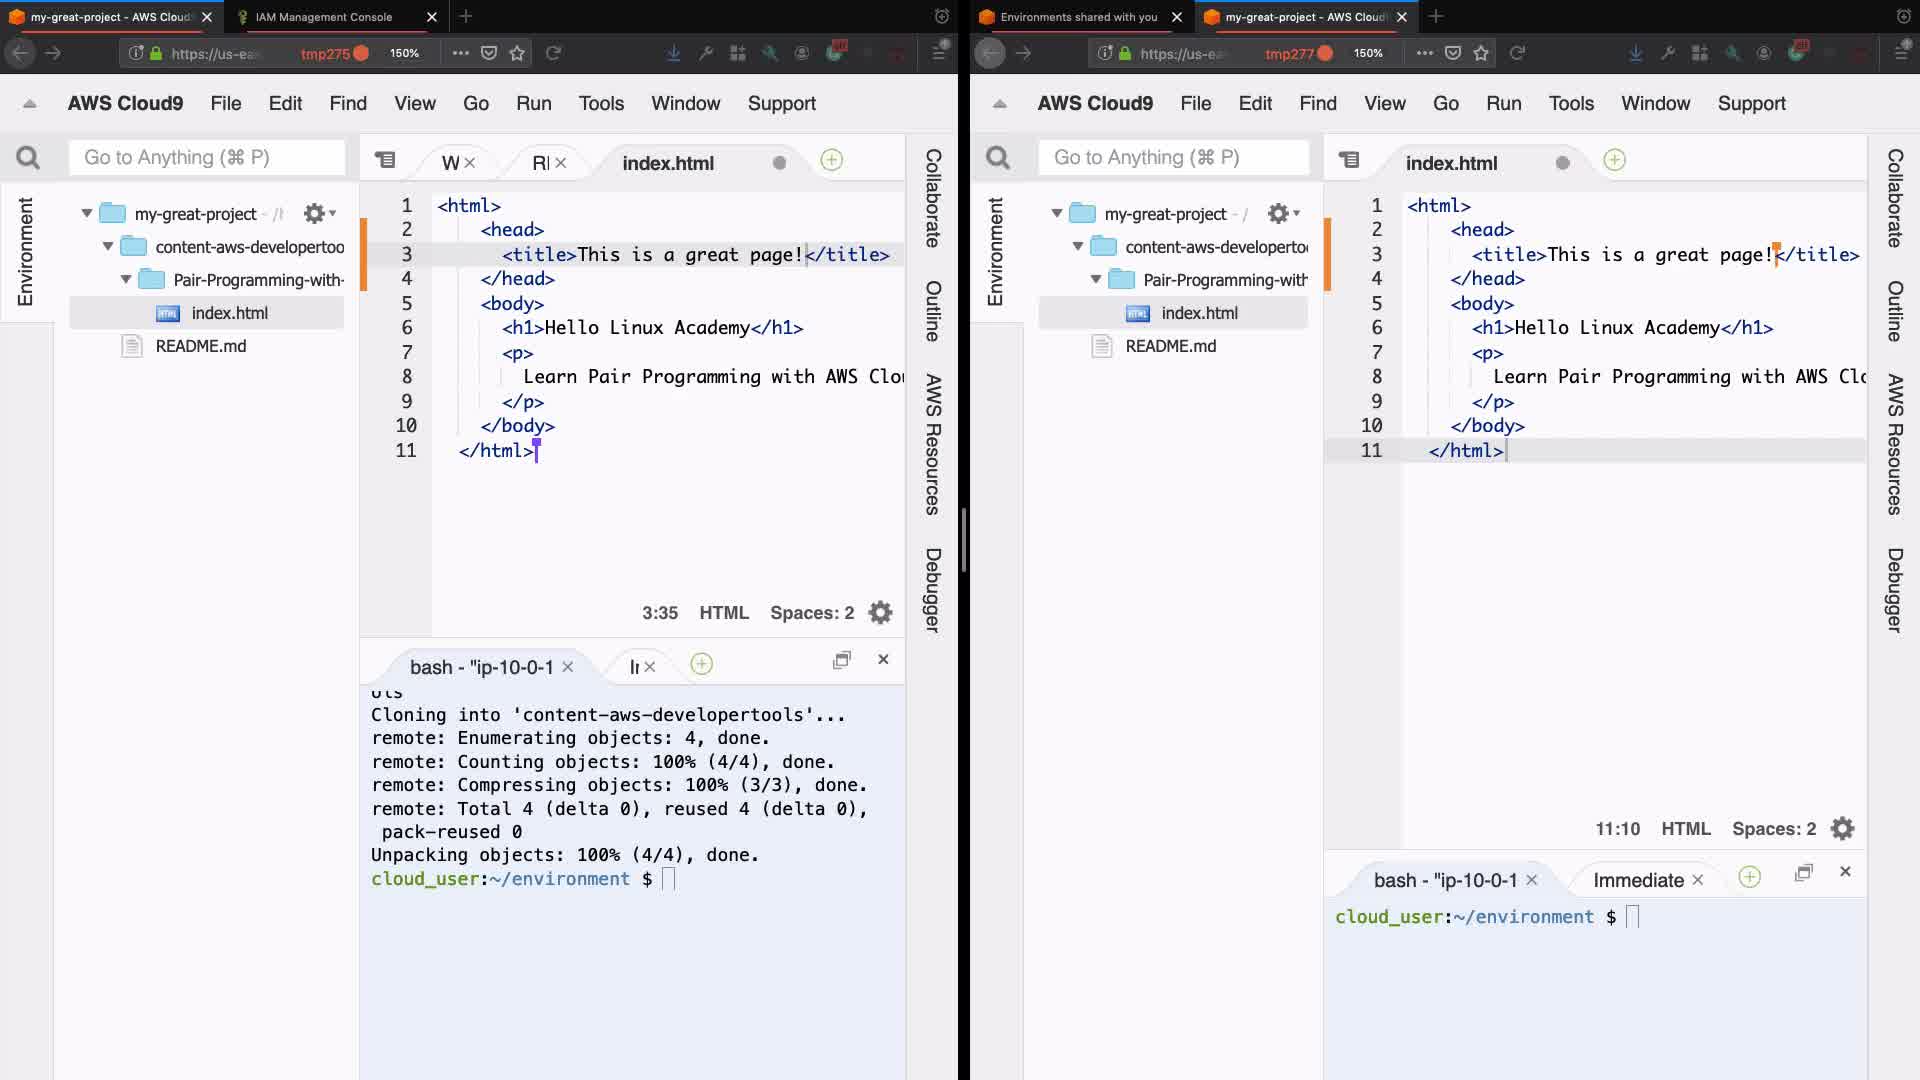 my-great-project - AWS Cloud9
IAM Management Console
https://us-eas
tmp275
150%
AWS Cloud9 File Edit Find View Go Run Tools Window Support
Go to Anything (⌘ P)
W
index.html
Environment
my-great-project - /
content-aws-developertoo
Pair-Programming-with-
index.html
README.md
1 <html>
2 <head>
3 <title>This is a great page!</title>
4 </head>
5 <body>
6 <h1>Hello Linux Academy</h1>
7 <p>
8 Learn Pair Programming with AWS Clou
9 </p>
10 </body>
11 </html>
3:35 HTML Spaces: 2
Collaborate
Outline
AWS Resources
Debugger
bash - "ip-10-0-1
Cloning into 'content-aws-developertools'...
remote: Enumerating objects: 4, done.
remote: Counting objects: 100% (4/4), done.
remote: Compressing objects: 100% (3/3), done.
remote: Total 4 (delta 0), reused 4 (delta 0),
pack-reused 0
Unpacking objects: 100% (4/4), done.
cloud_user:~/environment $
Environments shared with you
my-great-project - AWS Cloud9
https://us-eas
tmp277
150%
AWS Cloud9 File Edit Find View Go Run Tools Window Support
Go to Anything (⌘ P)
index.html
Environment
my-great-project - /
content-aws-developertoo
Pair-Programming-with
index.html
README.md
1 <html>
2 <head>
3 <title>This is a great page!</title>
4 </head>
5 <body>
6 <h1>Hello Linux Academy</h1>
7 <p>
8 Learn Pair Programming with AWS Clo
9 </p>
10 </body>
11 </html>
11:10 HTML Spaces: 2
Collaborate
Outline
AWS Resources
Debugger
bash - "ip-10-0-1
Immediate
cloud_user:~/environment $